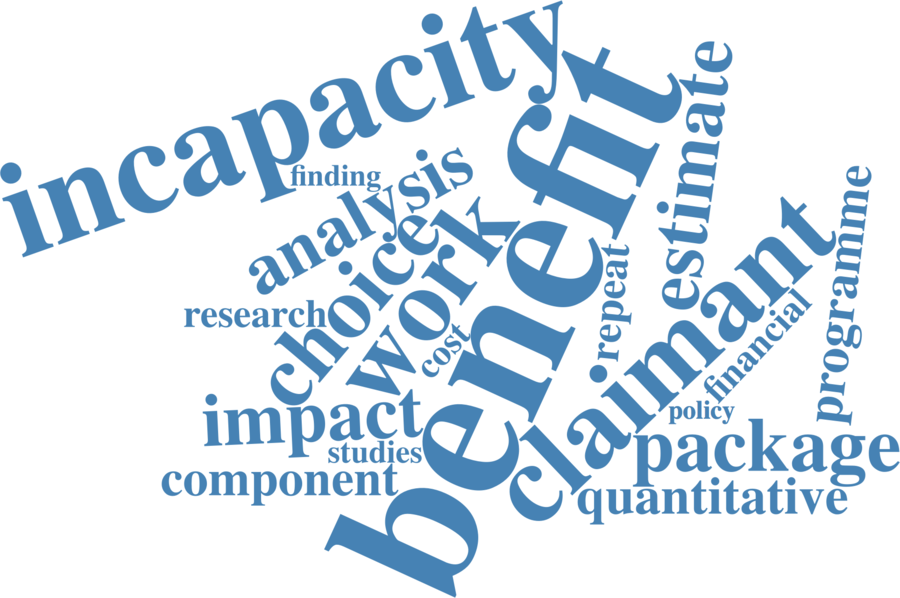 incapacity
benefit
estimate
finding
analysis
programme
choice
work
claimant
repeat
research
financial
cost
impact
policy
studies
package
component
quantitative